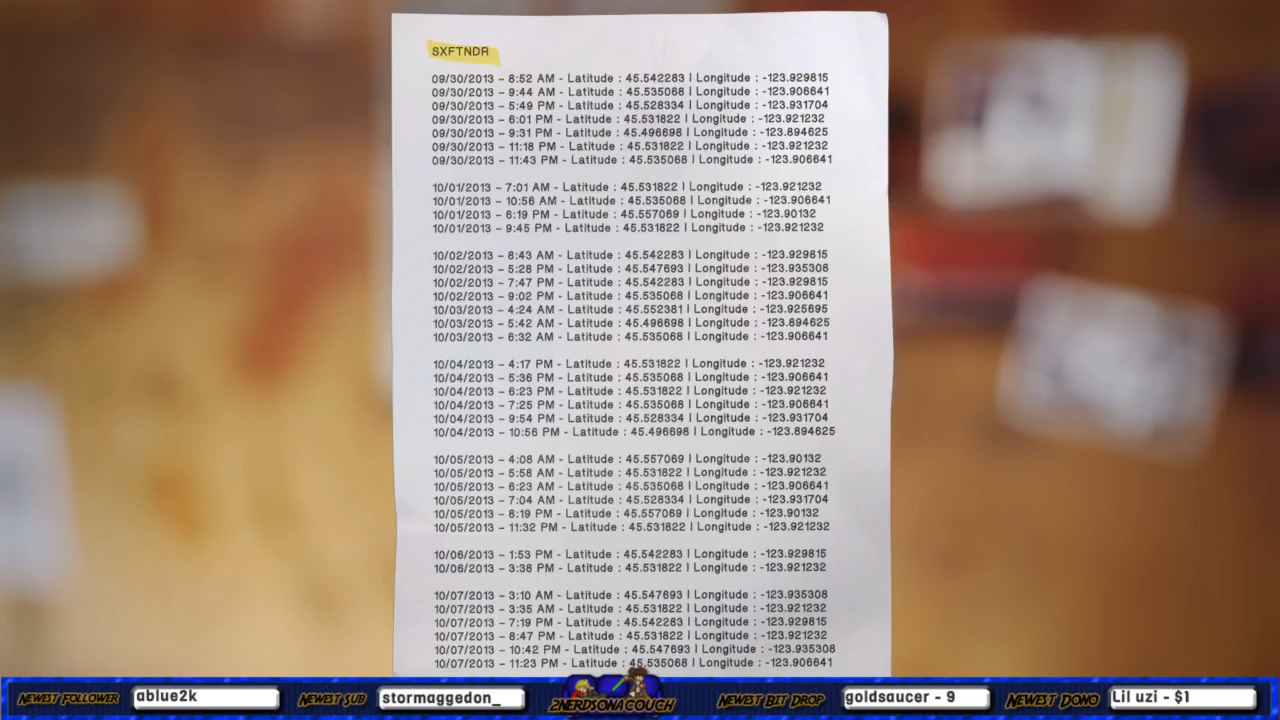 SXFTNDR
09/30/2013 – 8:52 AM - Latitude : 45.542283 | Longitude : -123.929815
09/30/2013 – 9:44 AM - Latitude : 45.535068 | Longitude : -123.906641
09/30/2013 – 5:49 PM - Latitude : 45.528334 | Longitude : -123.931704
09/30/2013 – 6:01 PM - Latitude : 45.531822 | Longitude : -123.921232
09/30/2013 – 9:31 PM - Latitude : 45.496698 | Longitude : -123.894625
09/30/2013 – 11:18 PM - Latitude : 45.531822 | Longitude : -123.921232
09/30/2013 – 11:43 PM - Latitude : 45.535068 | Longitude : -123.906641
10/01/2013 – 7:01 AM - Latitude : 45.531822 | Longitude : -123.921232
10/01/2013 – 10:56 AM - Latitude : 45.535068 | Longitude : -123.906641
10/01/2013 – 6:19 PM - Latitude : 45.557069 | Longitude : -123.90132
10/01/2013 – 9:45 PM - Latitude : 45.531822 | Longitude : -123.921232
10/02/2013 – 8:43 AM - Latitude : 45.542283 | Longitude : -123.929815
10/02/2013 – 5:28 PM - Latitude : 45.547693 | Longitude : -123.935308
10/02/2013 – 7:47 PM - Latitude : 45.542283 | Longitude : -123.929815
10/02/2013 – 9:02 PM - Latitude : 45.535068 | Longitude : -123.906641
10/03/2013 – 4:24 AM - Latitude : 45.552381 | Longitude : -123.925695
10/03/2013 – 5:42 AM - Latitude : 45.496698 | Longitude : -123.894625
10/03/2013 – 6:32 AM - Latitude : 45.535068 | Longitude : -123.906641
10/04/2013 – 4:17 PM - Latitude : 45.531822 | Longitude : -123.921232
10/04/2013 – 5:36 PM - Latitude : 45.535068 | Longitude : -123.906641
10/04/2013 – 6:23 PM - Latitude : 45.531822 | Longitude : -123.921232
10/04/2013 – 7:25 PM - Latitude : 45.535068 | Longitude : -123.906641
10/04/2013 – 9:54 PM - Latitude : 45.528334 | Longitude : -123.931704
10/04/2013 – 10:56 PM - Latitude : 45.496698 | Longitude : -123.894625
10/05/2013 – 4:08 AM - Latitude : 45.557069 | Longitude : -123.90132
10/05/2013 – 5:58 AM - Latitude : 45.531822 | Longitude : -123.921232
10/05/2013 – 6:23 AM - Latitude : 45.535068 | Longitude : -123.906641
10/05/2013 – 7:04 AM - Latitude : 45.528334 | Longitude : -123.931704
10/05/2013 – 8:19 PM - Latitude : 45.557069 | Longitude : -123.90132
10/05/2013 – 11:32 PM - Latitude : 45.531822 | Longitude : -123.921232
10/06/2013 – 1:53 PM - Latitude : 45.542283 | Longitude : -123.929815
10/06/2013 – 3:38 PM - Latitude : 45.531822 | Longitude : -123.921232
10/07/2013 – 3:10 AM - Latitude : 45.547693 | Longitude : -123.935308
10/07/2013 – 3:35 AM - Latitude : 45.531822 | Longitude : -123.921232
10/07/2013 – 7:19 PM - Latitude : 45.542283 | Longitude : -123.929815
10/07/2013 – 8:47 PM - Latitude : 45.531822 | Longitude : -123.921232
10/07/2013 – 10:42 PM - Latitude : 45.547693 | Longitude : -123.935308
10/07/2013 – 11:23 PM - Latitude : 45.535068 | Longitude : -123.906641
NEWEST FOLLOWER ablue2k NEWEST SUB stormaggedon_ 2NERDSONACOUCH NEWEST BIT DROP goldsaucer - 9 NEWEST DONO Lil uzi - $1